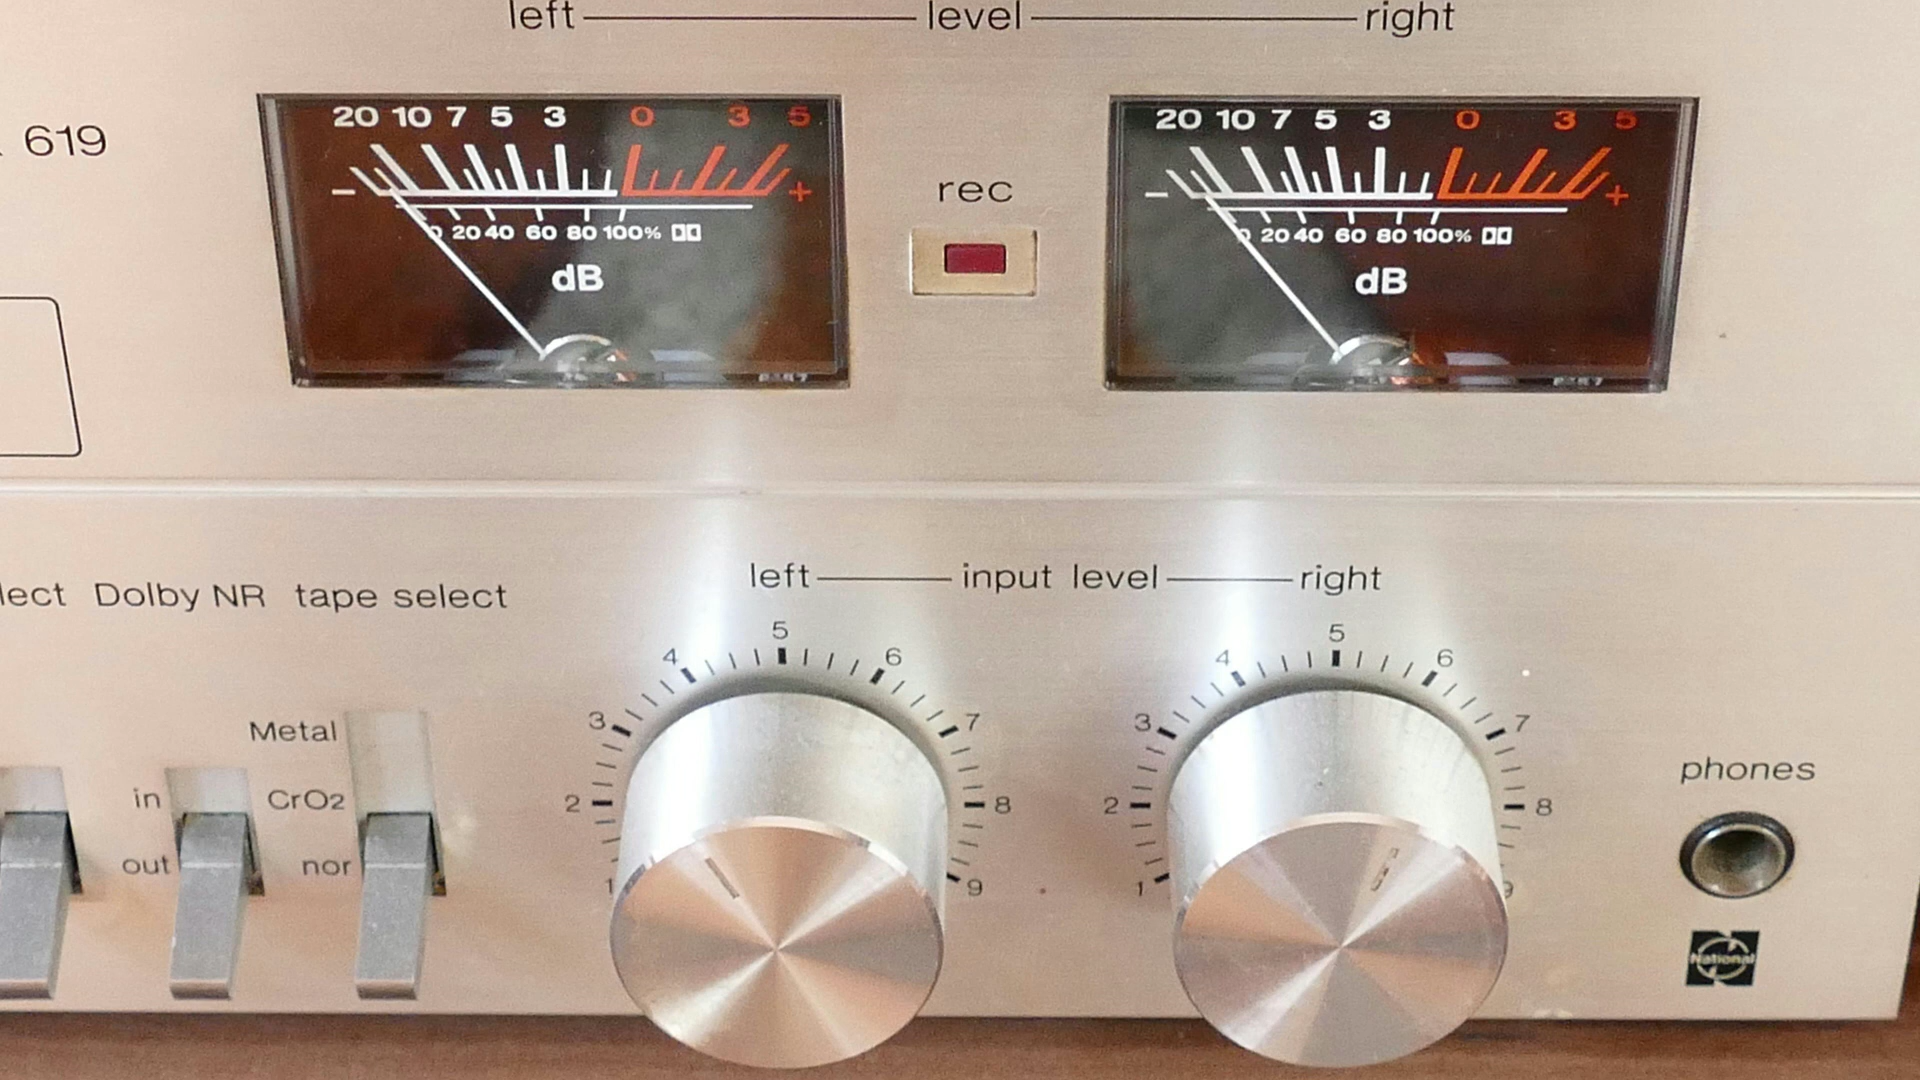 left level right
619
20 10 7 5 3 0 3 5
- +
0 20 40 60 80 100%
dB
rec
20 10 7 5 3 0 3 5
- +
0 20 40 60 80 100%
dB
lect Dolby NR tape select
Metal
in CrO2
out nor
left input level right
1 2 3 4 5 6 7 8 9
1 2 3 4 5 6 7 8 9
phones
National